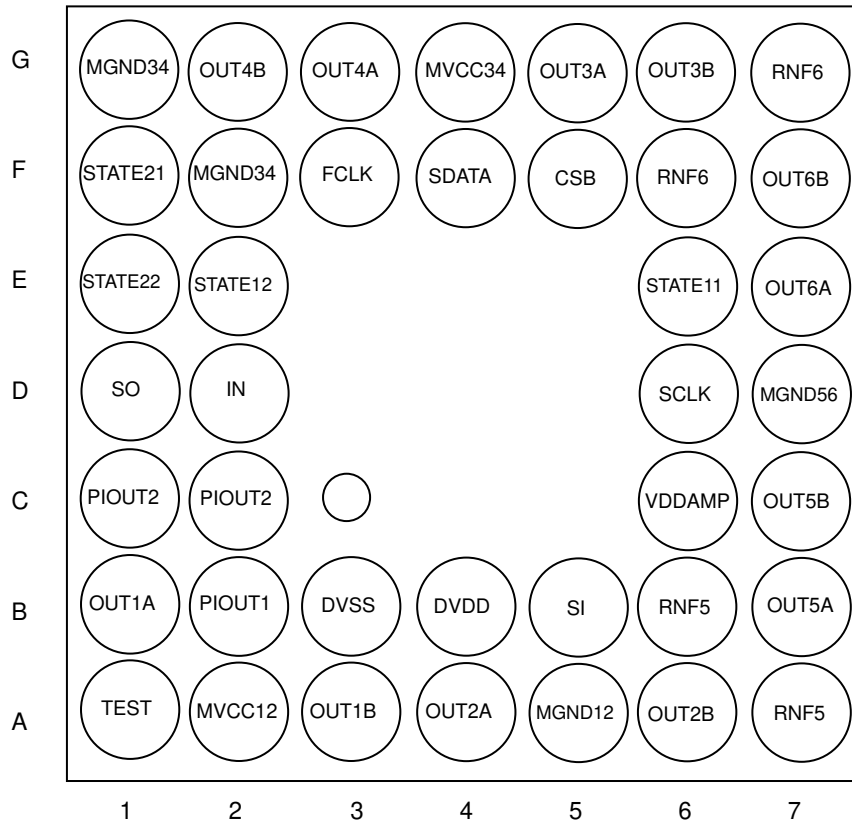 G MGND34 OUT4B OUT4A MVCC34 OUT3A OUT3B RNF6
F STATE21 MGND34 FCLK SDATA CSB RNF6 OUT6B
E STATE22 STATE12 STATE11 OUT6A
D SO IN SCLK MGND56
C PIOUT2 PIOUT2 VDDAMP OUT5B
B OUT1A PIOUT1 DVSS DVDD SI RNF5 OUT5A
A TEST MVCC12 OUT1B OUT2A MGND12 OUT2B RNF5
1 2 3 4 5 6 7